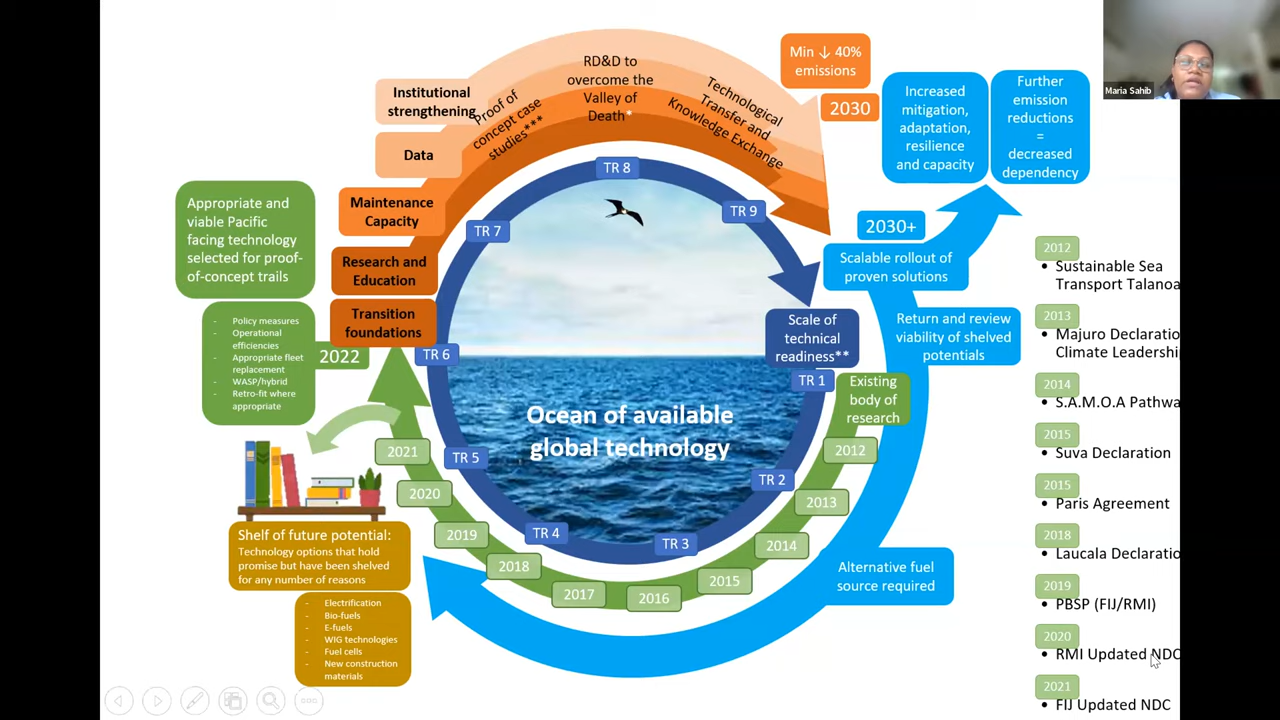 Maria Sahib
Min ↓ 40%
emissions
2030
Institutional
strengthening
Data
Maintenance
Capacity
Research and
Education
Transition
foundations
Proof of
concept case
studies***
RD&D to
overcome the
Valley of
Death*
Technological
Transfer and
Knowledge Exchange
Increased
mitigation,
adaptation,
resilience
and capacity
Further
emission
reductions
=
decreased
dependency
2030+
Scalable rollout of
proven solutions
Return and review
viability of shelved
potentials
Alternative fuel
source required
Appropriate and
viable Pacific
facing technology
selected for proof-
of-concept trails
- Policy measures
- Operational
efficiencies
- Appropriate fleet
replacement
- WASP/hybrid
- Retro-fit where
appropriate
2022
TR 6
TR 7
TR 8
TR 9
Scale of
technical
readiness**
TR 1
TR 2
TR 3
TR 4
TR 5
Ocean of available
global technology
Existing
body of
research
2012
2013
2014
2015
2016
2017
2018
2019
2020
2021
Shelf of future potential:
Technology options that hold
promise but have been shelved
for any number of reasons
- Electrification
- Bio-fuels
- E-fuels
- WIG technologies
- Fuel cells
- New construction
materials
2012
• Sustainable Sea
Transport Talanoa
2013
• Majuro Declaratio
Climate Leadershi
2014
• S.A.M.O.A Pathwa
2015
• Suva Declaration
2015
• Paris Agreement
2018
• Laucala Declaratio
2019
• PBSP (FIJ/RMI)
2020
• RMI Updated NDC
2021
• FIJ Updated NDC